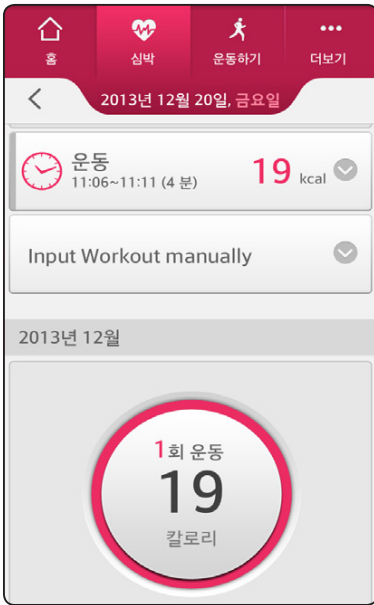 홈 심박 운동하기 더보기
2013년 12월 20일, 금요일
운동
11:06~11:11 (4 분)
19 kcal
Input Workout manually
2013년 12월
1회 운동
19
칼로리